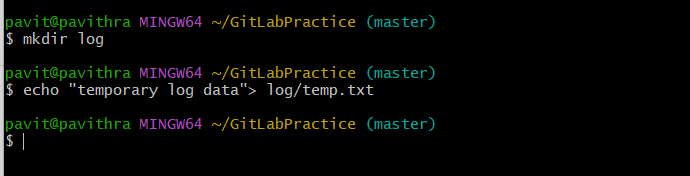 pavit@pavithra MINGW64 ~/GitLabPractice (master)
$ mkdir log
pavit@pavithra MINGW64 ~/GitLabPractice (master)
$ echo "temporary log data"> log/temp.txt
pavit@pavithra MINGW64 ~/GitLabPractice (master)
$